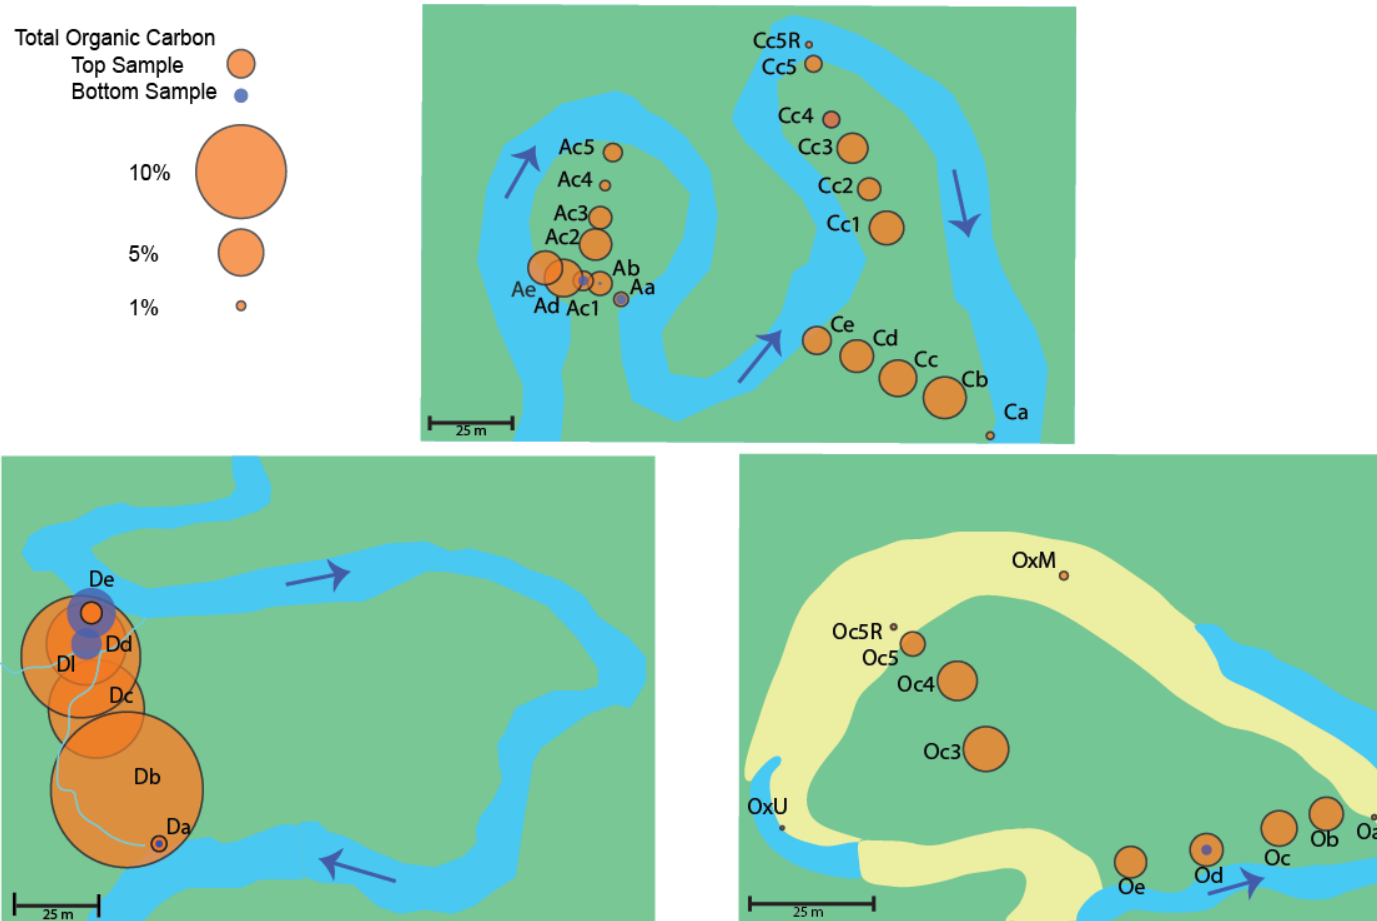 Total Organic Carbon
Top Sample
Bottom Sample
10%
5%
1%
Cc5R
Cc5
Cc4
Cc3
Cc2
Cc1
Ac5
Ac4
Ac3
Ac2
Ab
Ae
Aa
Ad
Ac1
Ce
Cd
Cc
Cb
Ca
25 m
De
Dd
Dl
Dc
Db
Da
25 m
OxM
Oc5R
Oc5
Oc4
Oc3
OxU
Oa
Ob
Oc
Od
Oe
25 m